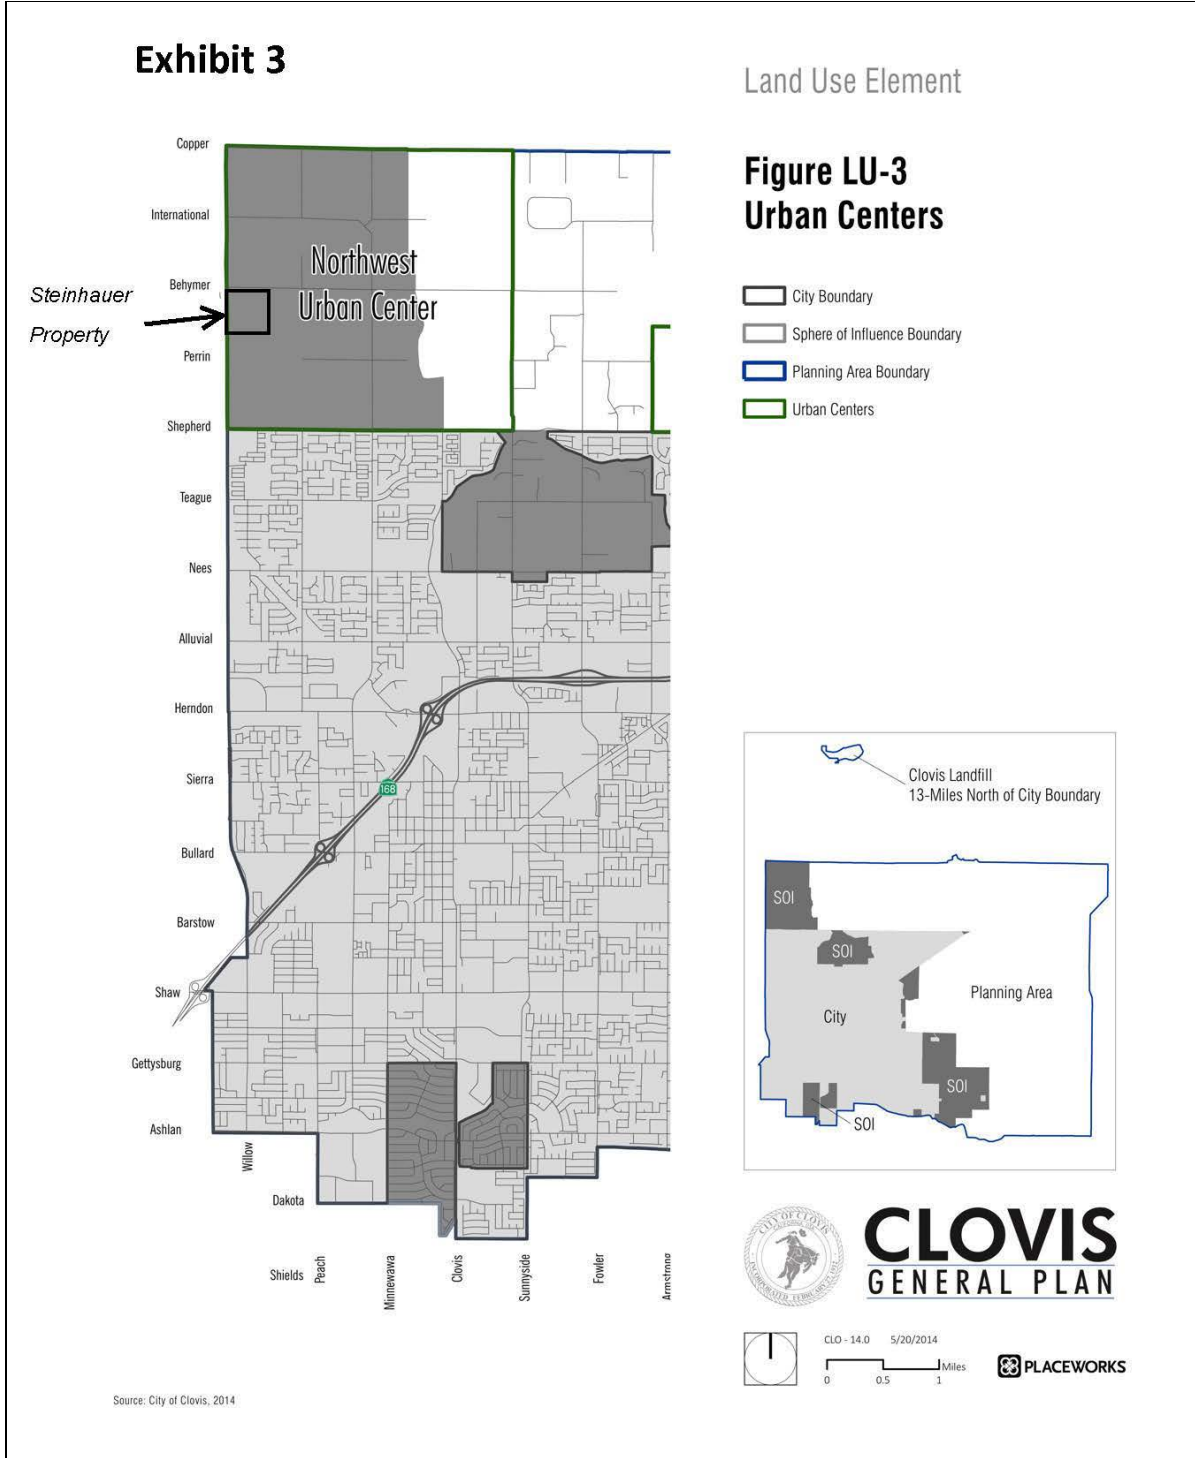 Exhibit 3
Land Use Element
Figure LU-3
Urban Centers
City Boundary
Sphere of Influence Boundary
Planning Area Boundary
Urban Centers
Copper
International
Behymer
Perrin
Shepherd
Teague
Nees
Alluvial
Herndon
Sierra
Bullard
Barstow
Shaw
Gettysburg
Ashlan
Dakota
Shields
Steinhauer
Property
Northwest
Urban Center
168
Willow
Peach
Minnewawa
Clovis
Sunnyside
Fowler
Clovis Landfill
13-Miles North of City Boundary
SOI
SOI
Planning Area
City
SOI
SOI
CITY OF CLOVIS
CLOVIS
GENERAL PLAN
CLO - 14.0 5/20/2014
Miles
0 0.5 1
PLACEWORKS
Source: City of Clovis, 2014